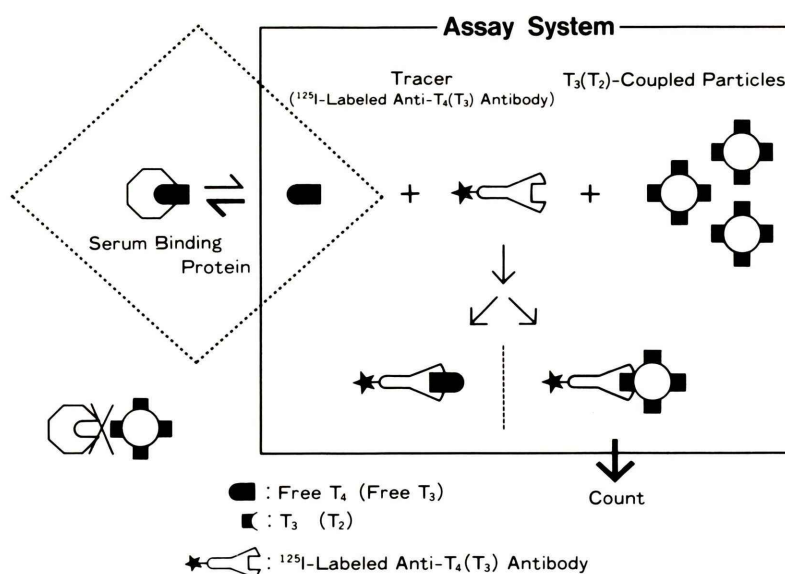 Assay System
Tracer
(¹²⁵I-Labeled Anti-T₄(T₃) Antibody)
T₃(T₂)-Coupled Particles
Serum Binding
Protein
+
+
Count
: Free T₄ (Free T₃)
: T₃ (T₂)
: ¹²⁵I-Labeled Anti-T₄(T₃) Antibody